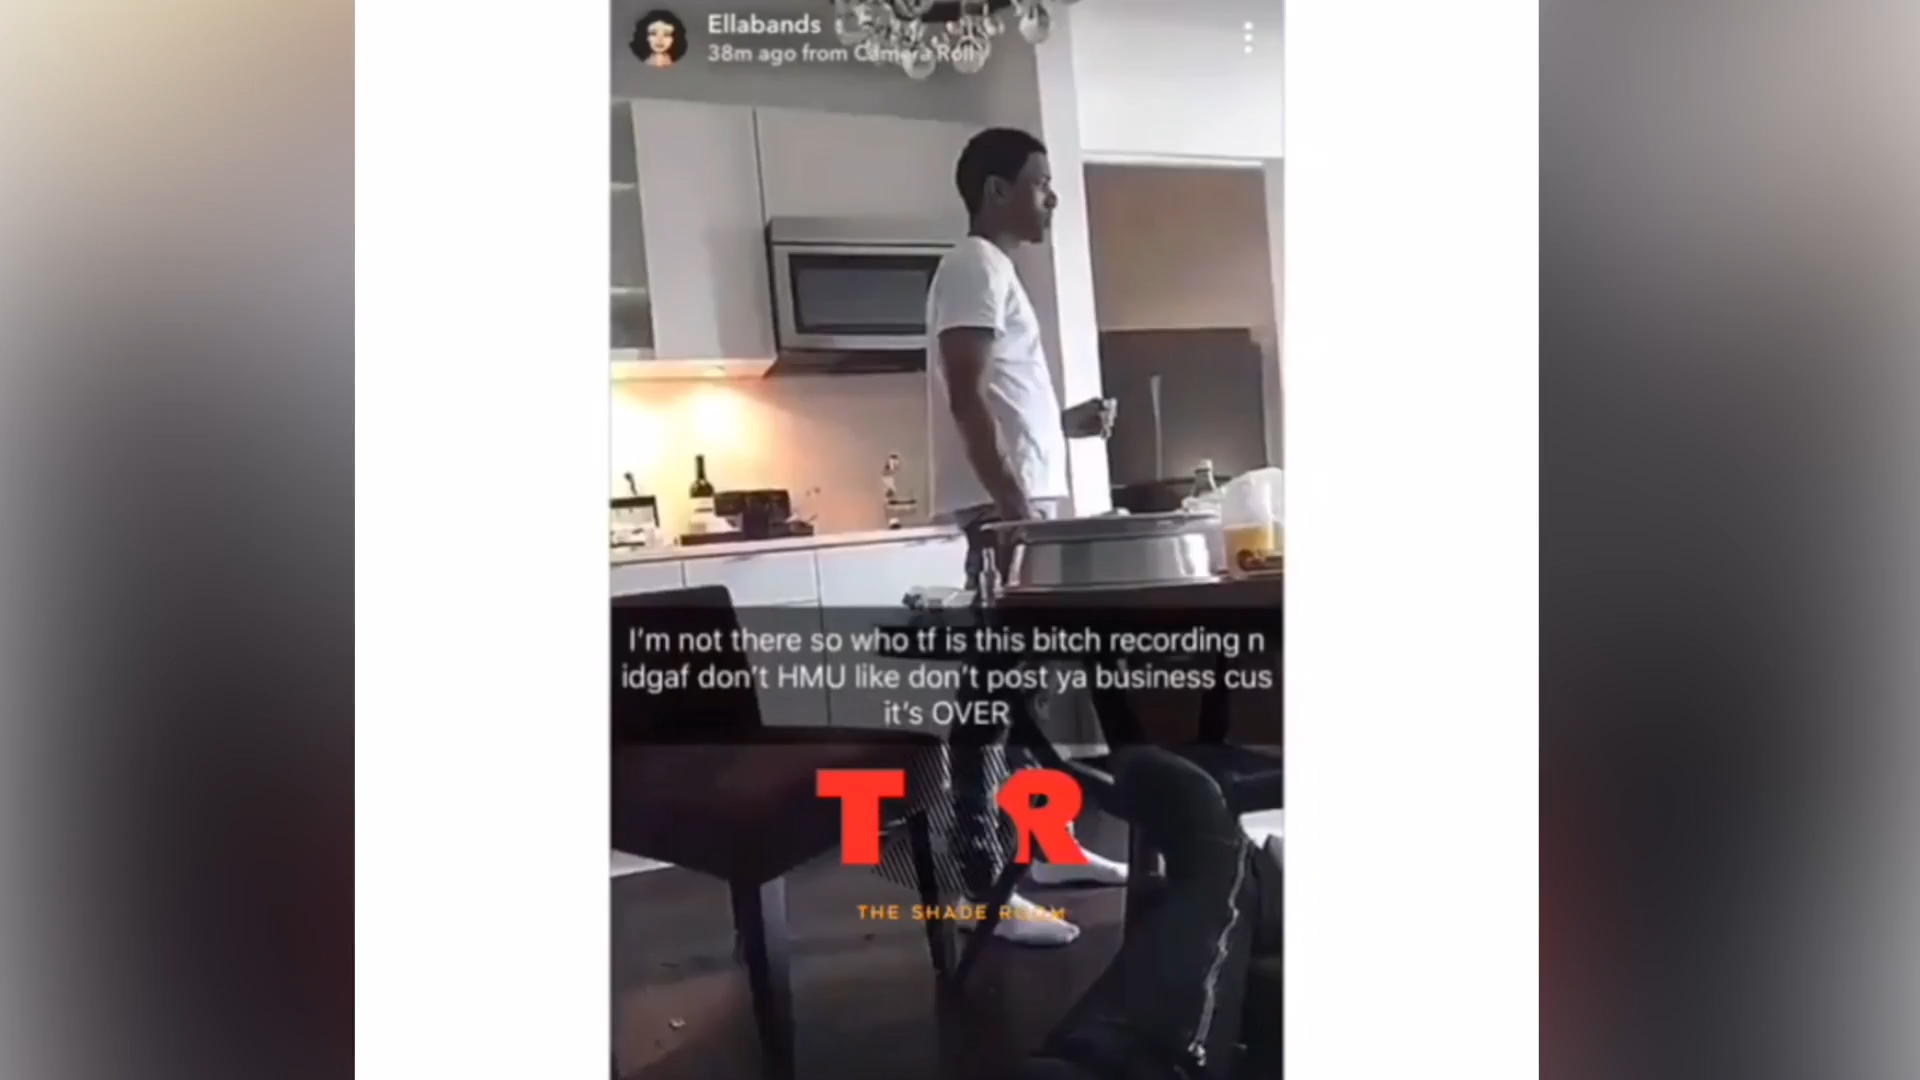 Ellabands
38m ago from Camera Roll
I'm not there so who tf is this bitch recording n
idgaf don't HMU like don't post ya business cus
it's OVER
T R
THE SHADE ROOM